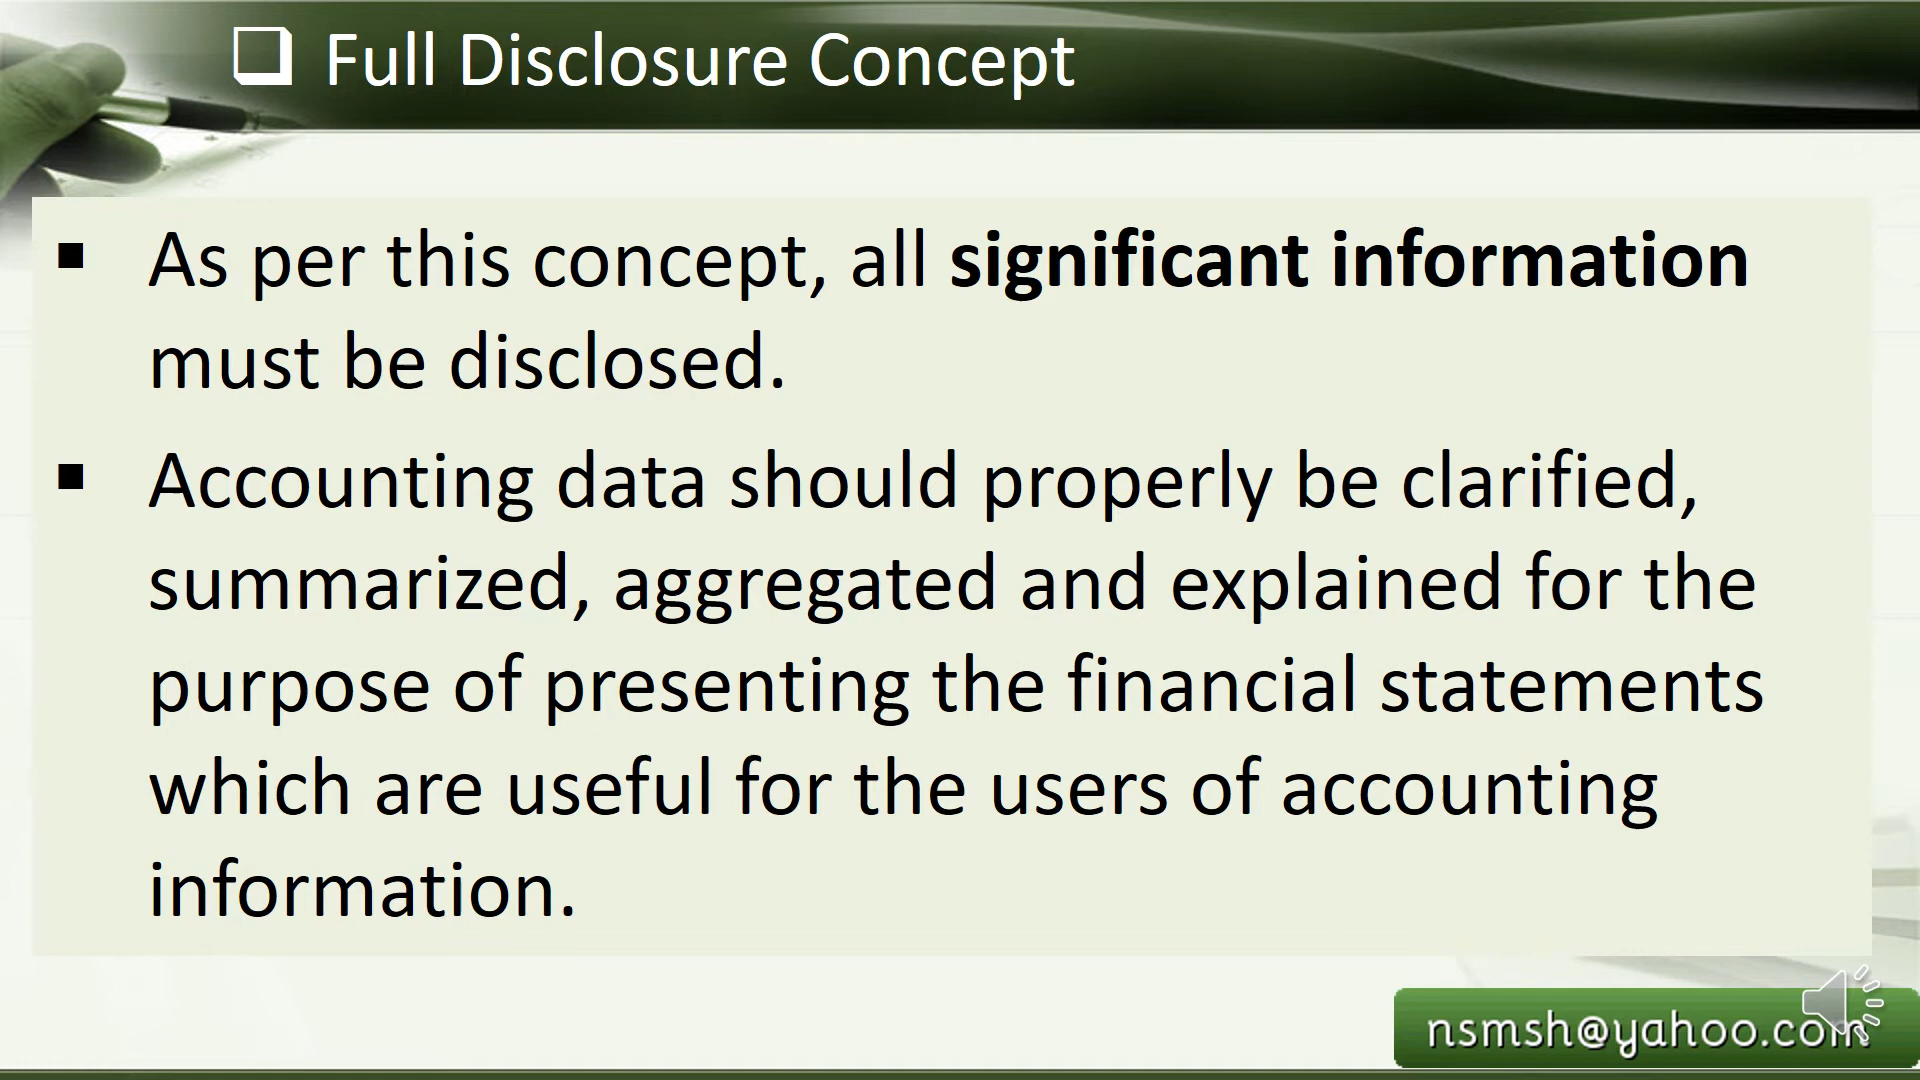 ❑ Full Disclosure Concept
▪ As per this concept, all significant information
must be disclosed.
▪ Accounting data should properly be clarified,
summarized, aggregated and explained for the
purpose of presenting the financial statements
which are useful for the users of accounting
information.
nsmsh@yahoo.com